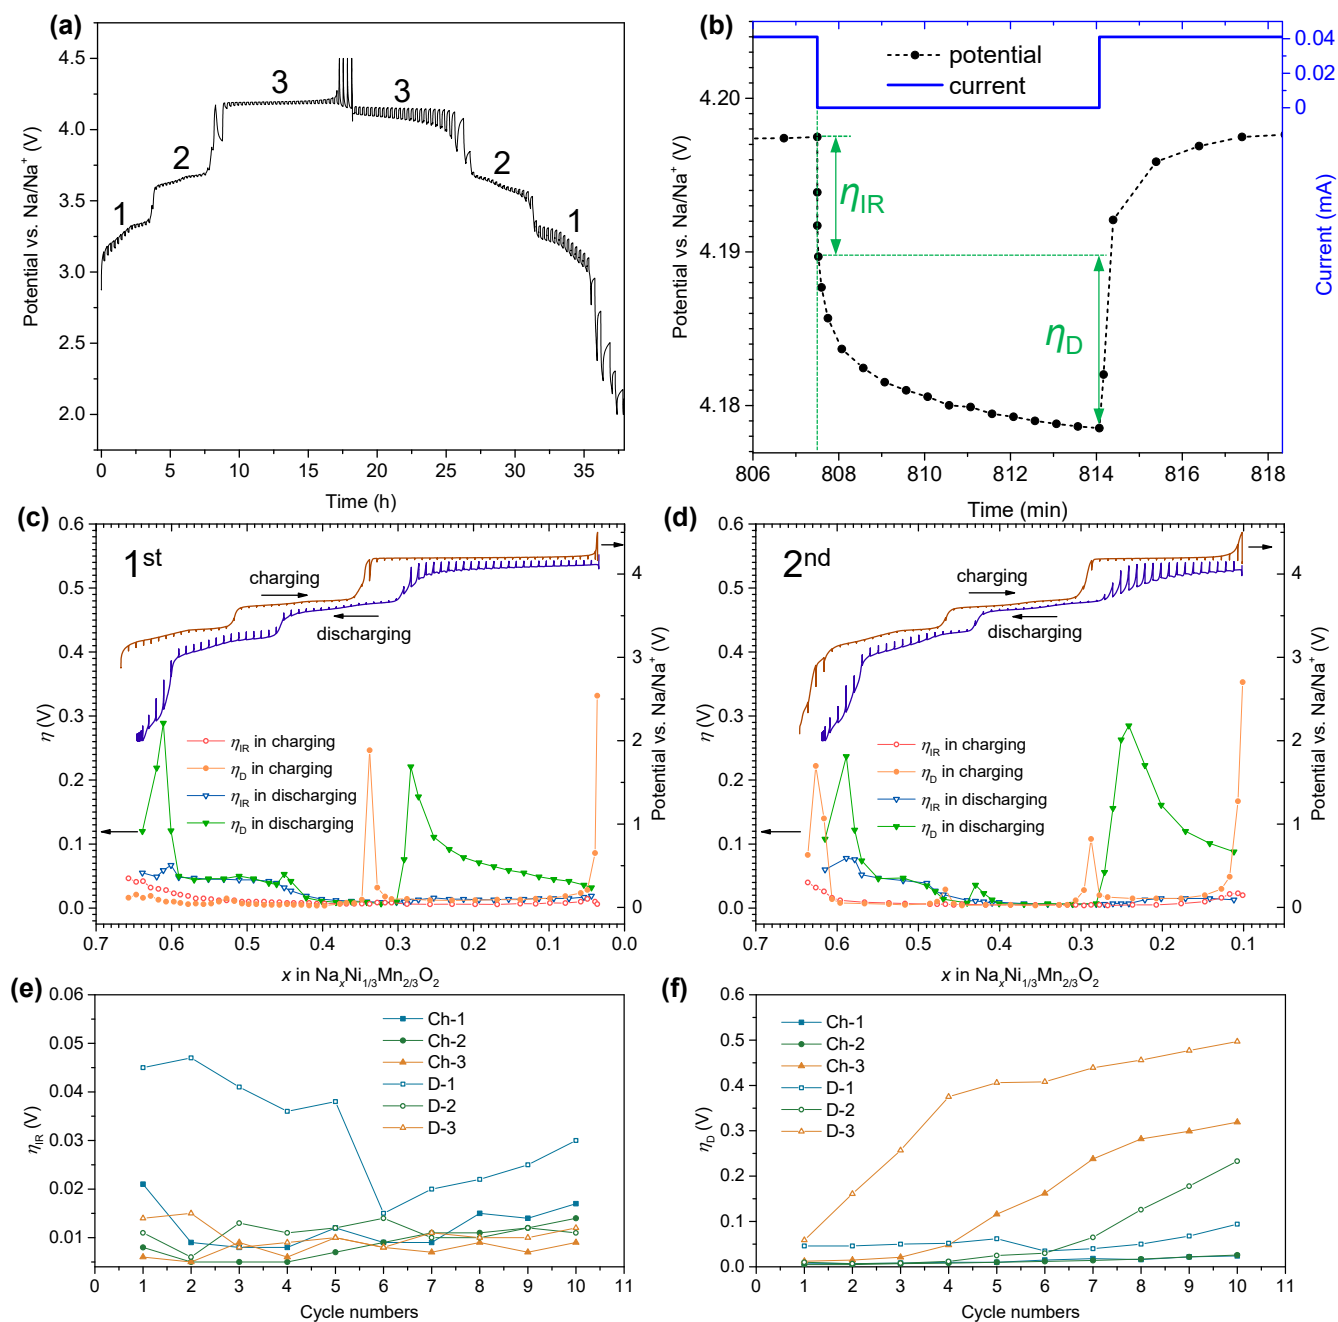 (a)
4.5
4.0
3.5
3.0
2.5
2.0
Potential vs. Na/Na⁺ (V)
1
2
3
3
2
1
0 5 10 15 20 25 30 35
Time (h)
(b)
potential
current
4.20
4.19
4.18
Potential vs. Na/Na⁺ (V)
0.04
0.02
0
Current (mA)
ηIR
ηD
806 808 810 812 814 816 818
Time (min)
(c)
0.6
0.5
0.4
0.3
0.2
0.1
0.0
η (V)
1st
charging
discharging
ηIR in charging
ηD in charging
ηIR in discharging
ηD in discharging
4
3
2
1
0
Potential vs. Na/Na⁺ (V)
0.7 0.6 0.5 0.4 0.3 0.2 0.1 0.0
x in NaxNi1/3Mn2/3O2
(d)
0.6
0.5
0.4
0.3
0.2
0.1
0.0
η (V)
2nd
charging
discharging
ηIR in charging
ηD in charging
ηIR in discharging
ηD in discharging
4
3
2
1
0
Potential vs. Na/Na⁺ (V)
0.7 0.6 0.5 0.4 0.3 0.2 0.1
x in NaxNi1/3Mn2/3O2
(e)
0.06
0.05
0.04
0.03
0.02
0.01
ηIR (V)
Ch-1
Ch-2
Ch-3
D-1
D-2
D-3
0 1 2 3 4 5 6 7 8 9 10 11
Cycle numbers
(f)
0.6
0.5
0.4
0.3
0.2
0.1
0.0
ηD (V)
Ch-1
Ch-2
Ch-3
D-1
D-2
D-3
0 1 2 3 4 5 6 7 8 9 10 11
Cycle numbers